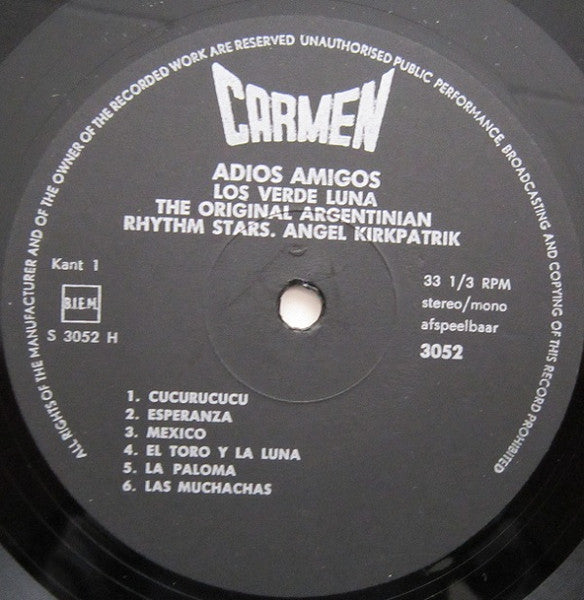 ALL RIGHTS OF THE MANUFACTURER AND OF THE OWNER OF THE RECORDED WORK ARE RESERVED UNAUTHORISED PUBLIC PERFORMANCE, BROADCASTING AND COPYING OF THIS RECORD PROHIBITED
CARMEN
ADIOS AMIGOS
LOS VERDE LUNA
THE ORIGINAL ARGENTINIAN
RHYTHM STARS. ANGEL KIRKPATRIK
Kant 1
B.I.E.M.
S 3052 H
33 1/3 RPM
stereo/mono
afspeelbaar
3052
1. CUCURUCUCU
2. ESPERANZA
3. MEXICO
4. EL TORO Y LA LUNA
5. LA PALOMA
6. LAS MUCHACHAS